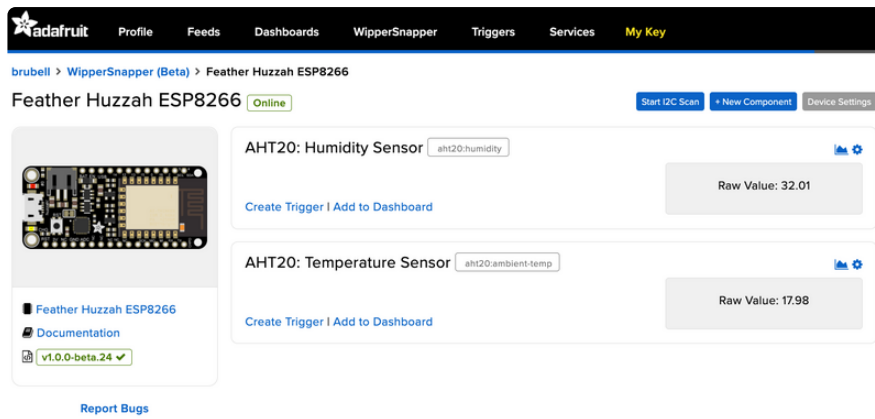 adafruit Profile Feeds Dashboards WipperSnapper Triggers Services My Key
brubell > WipperSnapper (Beta) > Feather Huzzah ESP8266
Feather Huzzah ESP8266 Online
Start I2C Scan + New Component Device Settings
AHT20: Humidity Sensor aht20:humidity
Raw Value: 32.01
Create Trigger | Add to Dashboard
AHT20: Temperature Sensor aht20:ambient-temp
Raw Value: 17.98
Create Trigger | Add to Dashboard
Feather Huzzah ESP8266
Documentation
v1.0.0-beta.24
Report Bugs